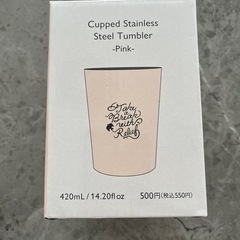 Cupped Stainless
Steel Tumbler
-Pink-
Take
Break
with
Relief
420mL / 14.20fl oz
500円(税込550円)